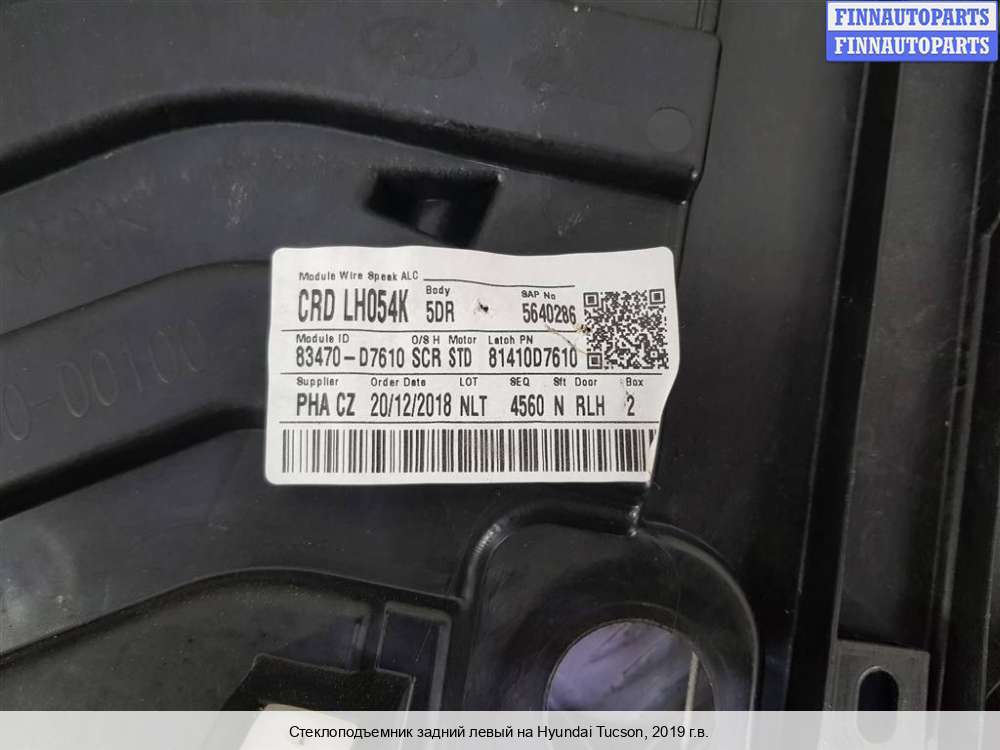 FINNAUTOPARTS
FINNAUTOPARTS
Module Wire Speak ALC
CRD LH054K
Body
5DR
SAP No
5640286
Module ID O/S H Motor Latch PN
83470-D7610 SCR STD 81410D7610
Supplier Order Date LOT SEQ Sft Door Box
PHA CZ 20/12/2018 NLT 4560 N RLH 2
00100
Стеклоподъемник задний левый на Hyundai Tucson, 2019 г.в.